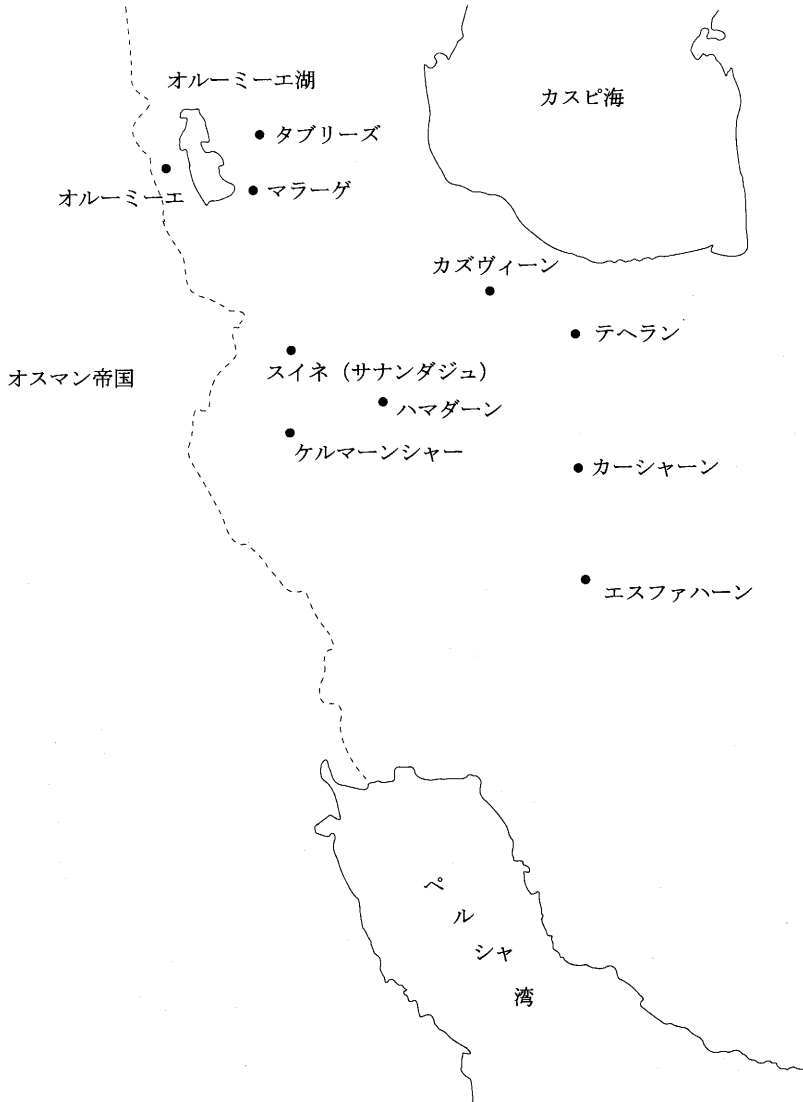 オルーミーエ湖
カスピ海
タブリーズ
オルーミーエ
マラーゲ
カズヴィーン
テヘラン
スイネ（サナンダジュ）
オスマン帝国
ハマダーン
ケルマーンシャー
カーシャーン
エスファハーン
ペルシャ湾